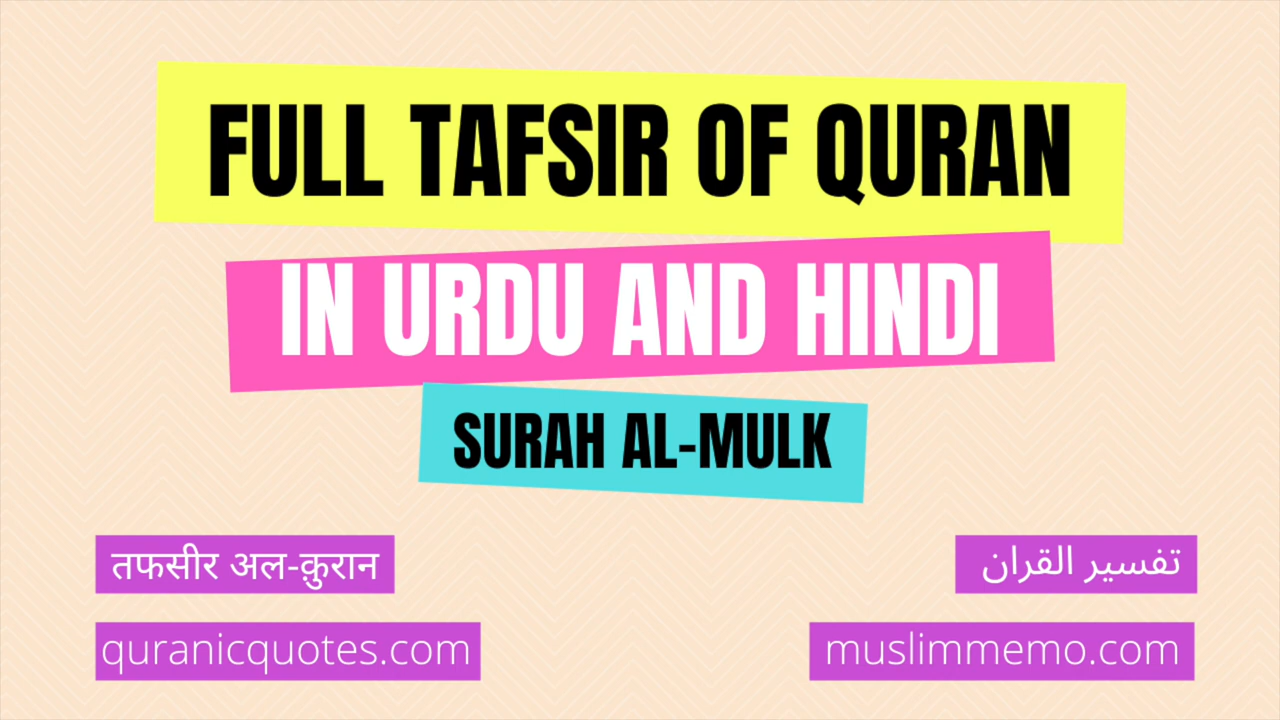 FULL TAFSIR OF QURAN
IN URDU AND HINDI
SURAH AL-MULK
तफसीर अल-क़ुरान
تفسير القران
quranicquotes.com
muslimmemo.com